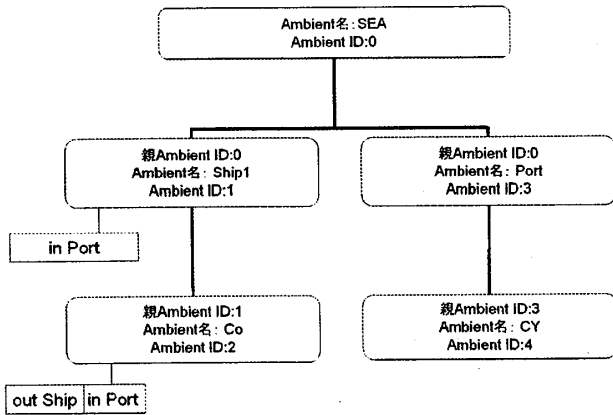 Ambient名:SEA
Ambient ID:0
親Ambient ID:0
Ambient名: Ship1
Ambient ID:1
親Ambient ID:0
Ambient名: Port
Ambient ID:3
in Port
親Ambient ID:1
Ambient名: Co
Ambient ID:2
親Ambient ID:3
Ambient名: CY
Ambient ID:4
out Ship in Port